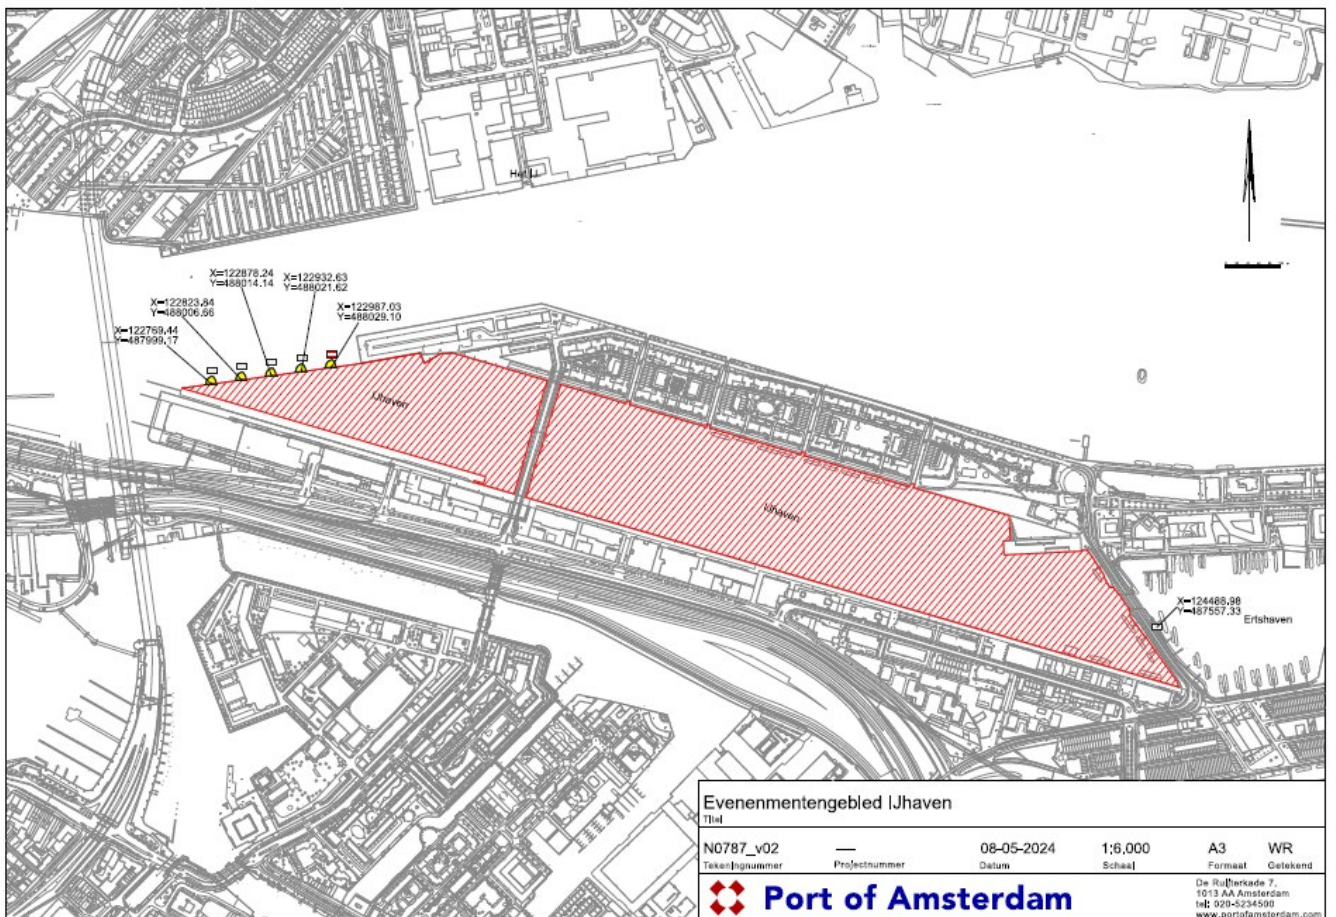 Het IJ
X=122878.24
Y=488014.14
X=122932.63
Y=488021.62
X=122823.84
Y=488006.66
X=122987.03
Y=488029.10
X=122769.44
Y=487999.17
IJhaven
IJhaven
X=124488.98
Y=487557.33
Ertshaven
Evenenmentengebied IJhaven
Titel
N0787_v02
Tekeningnummer
—
Projectnummer
08-05-2024
Datum
1:6,000
Schaal
A3
Formaat
WR
Getekend
Port of Amsterdam
De Ruijterkade 7,
1013 AA Amsterdam
tel: 020-5234500
www.portofamsterdam.com